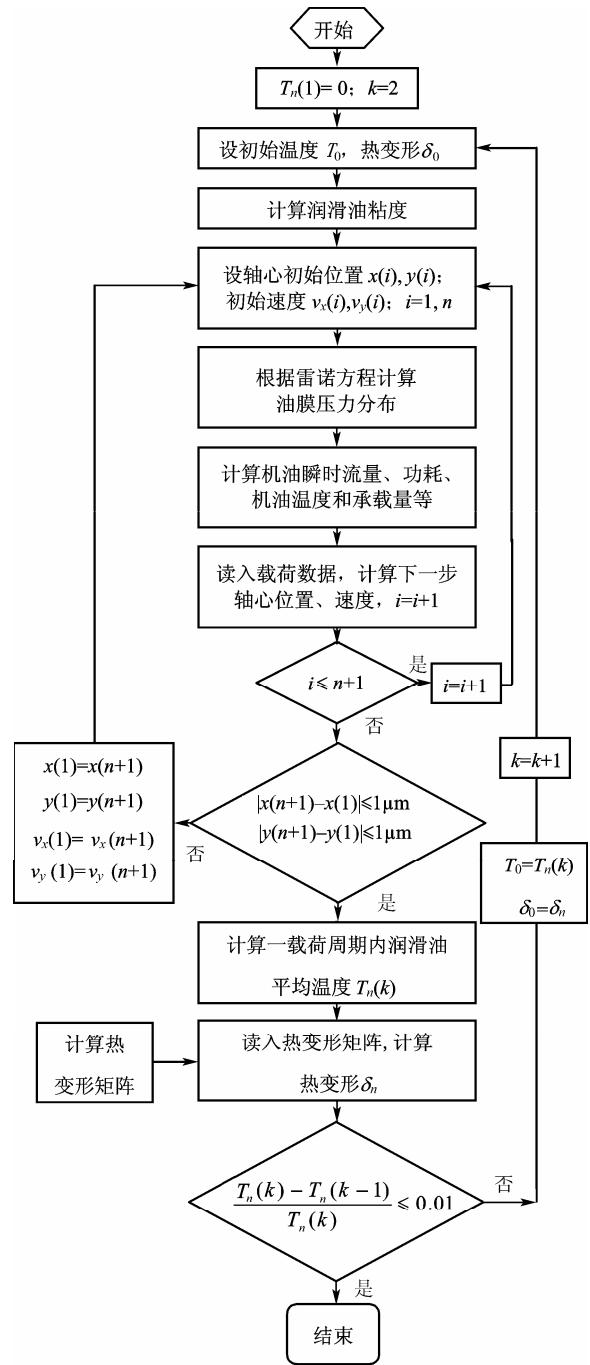 开始
Tn(1)= 0；k=2
设初始温度 T0，热变形δ0
计算润滑油粘度
设轴心初始位置 x(i), y(i)；
初始速度 vx(i),vy(i)；i=1, n
根据雷诺方程计算
油膜压力分布
计算机油瞬时流量、功耗、
机油温度和承载量等
读入载荷数据，计算下一步
轴心位置、速度，i=i+1
i≤n+1
是
i=i+1
否
x(1)=x(n+1)
y(1)=y(n+1)
vx(1)= vx(n+1)
vy (1)=vy (n+1)
|x(n+1)–x(1)|≤1μm
|y(n+1)–y(1)|≤1μm
否
是
k=k+1
T0=Tn(k)
δ0=δn
计算一载荷周期内润滑油
平均温度 Tn(k)
计算热
变形矩阵
读入热变形矩阵, 计算
热变形δn
Tn(k) − Tn(k−1)
Tn(k)
≤ 0.01
否
是
结束